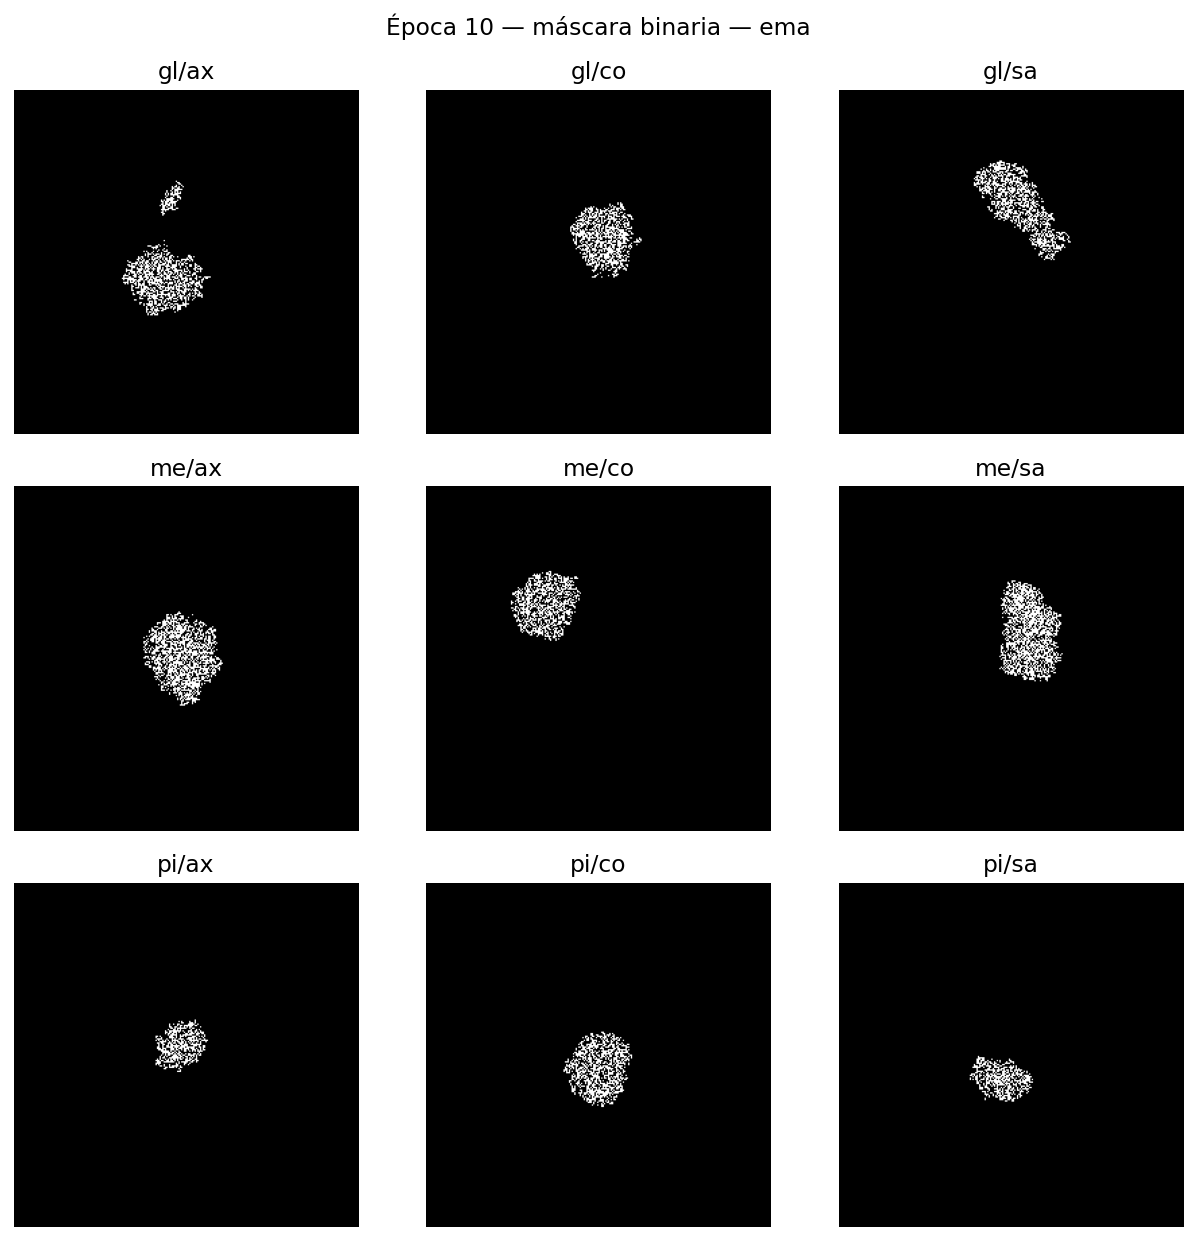 Época 10 — máscara binaria — ema
gl/ax
gl/co
gl/sa
me/ax
me/co
me/sa
pi/ax
pi/co
pi/sa